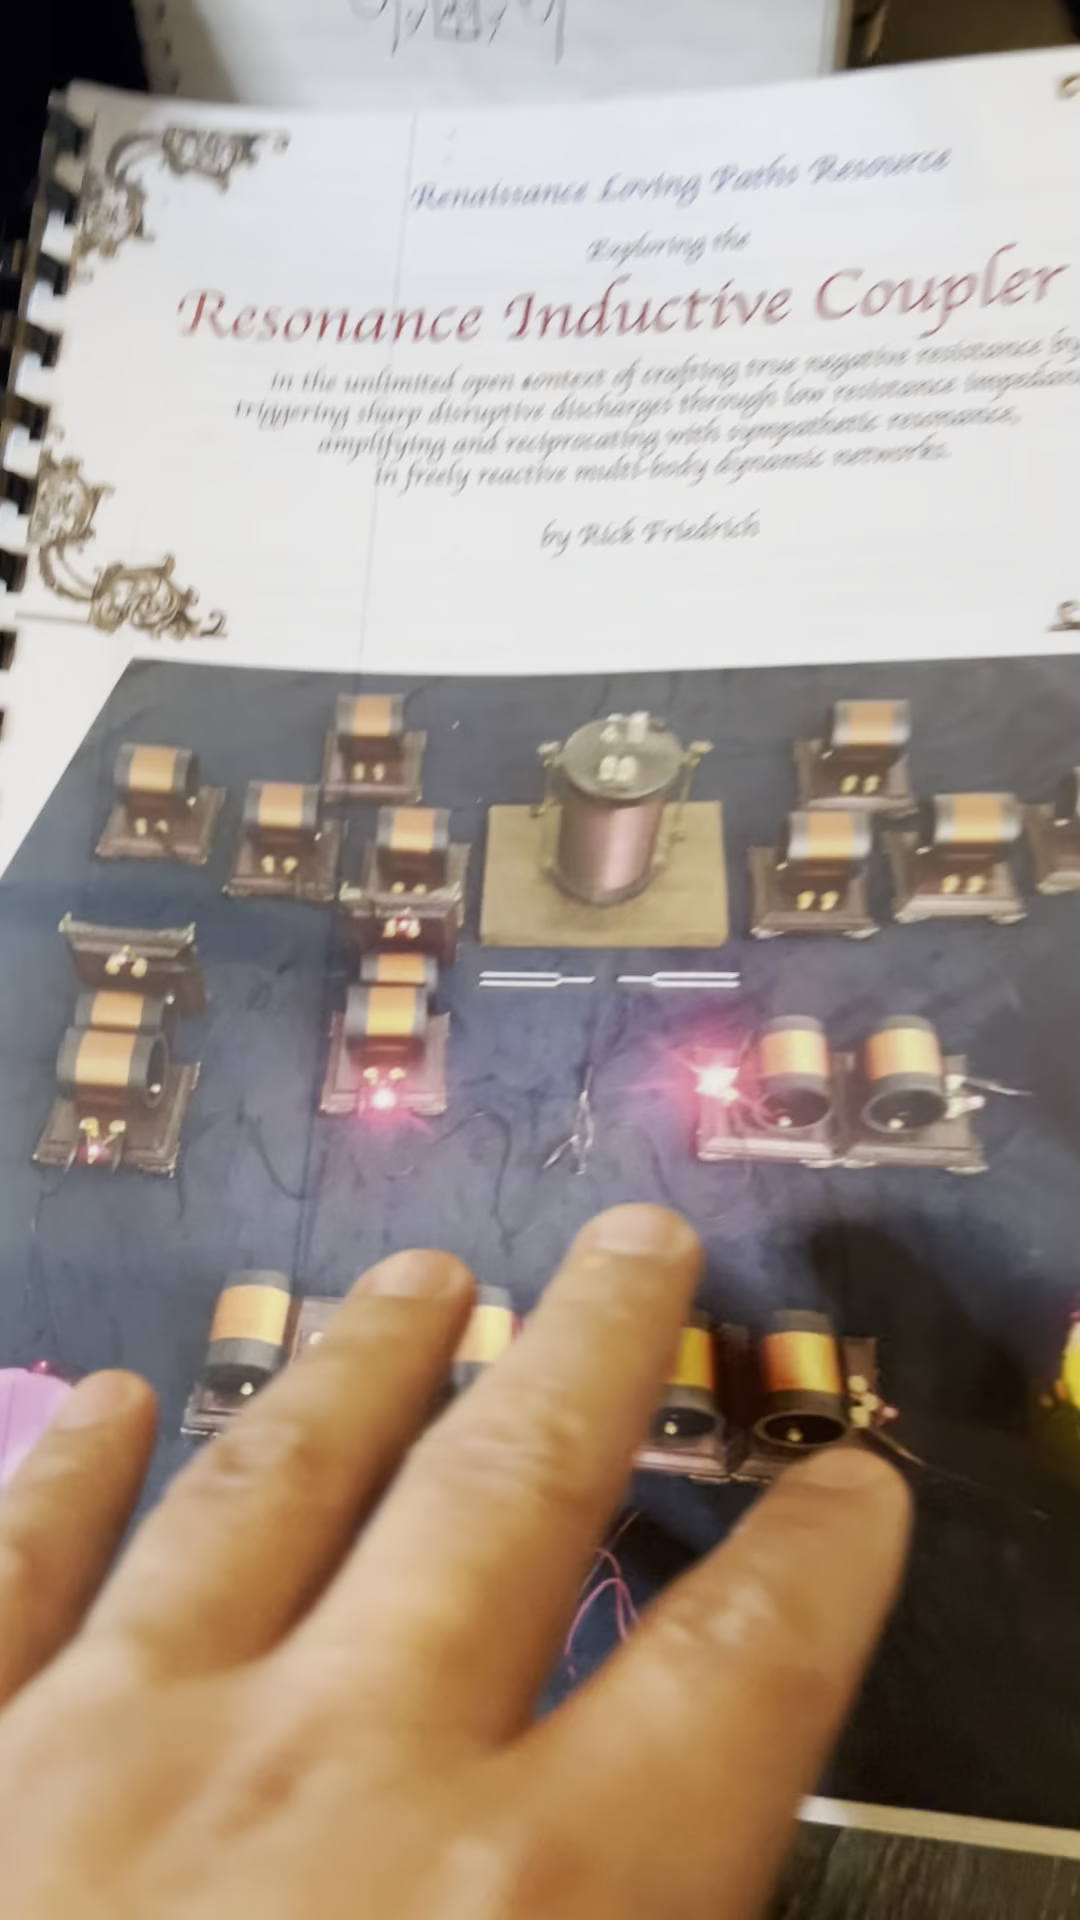 Renaissance Loving Paths Resource
Exploring the
Resonance Inductive Coupler
in the unlimited open context of crafting true negative resistance by
triggering sharp disruptive discharges through low resistance
amplifying and reciprocating with sympathetic resonance,
in freely reactive multi-body dynamic networks.
by Rick Friedrich